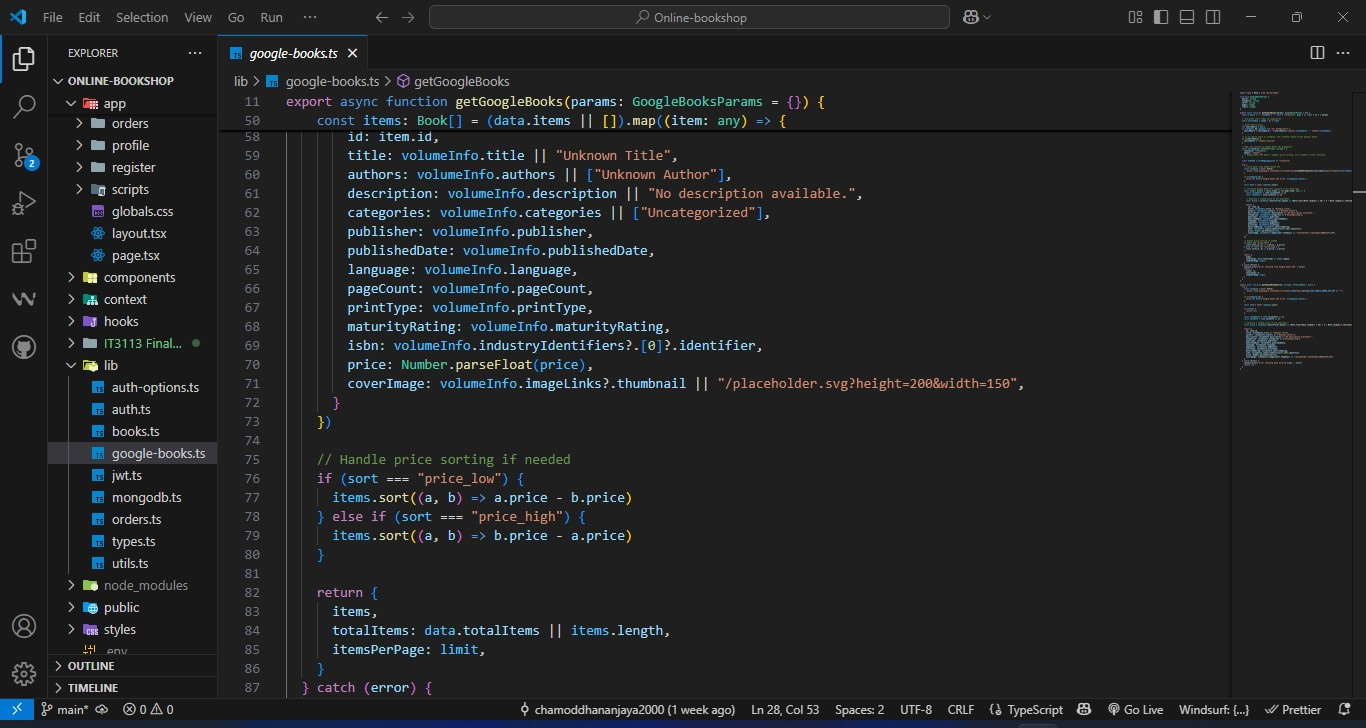 File Edit Selection View Go Run ··· Online-bookshop
EXPLORER ···
ONLINE-BOOKSHOP
app
orders
profile
register
scripts
globals.css
layout.tsx
page.tsx
components
context
hooks
IT3113 Final...
lib
auth-options.ts
auth.ts
books.ts
google-books.ts
jwt.ts
mongodb.ts
orders.ts
types.ts
utils.ts
node_modules
public
styles
.env
OUTLINE
TIMELINE
2
google-books.ts
lib > google-books.ts > getGoogleBooks
11 export async function getGoogleBooks(params: GoogleBooksParams = {}) {
50 const items: Book[] = (data.items || []).map((item: any) => {
58 id: item.id,
59 title: volumeInfo.title || "Unknown Title",
60 authors: volumeInfo.authors || ["Unknown Author"],
61 description: volumeInfo.description || "No description available.",
62 categories: volumeInfo.categories || ["Uncategorized"],
63 publisher: volumeInfo.publisher,
64 publishedDate: volumeInfo.publishedDate,
65 language: volumeInfo.language,
66 pageCount: volumeInfo.pageCount,
67 printType: volumeInfo.printType,
68 maturityRating: volumeInfo.maturityRating,
69 isbn: volumeInfo.industryIdentifiers?.[0]?.identifier,
70 price: Number.parseFloat(price),
71 coverImage: volumeInfo.imageLinks?.thumbnail || "/placeholder.svg?height=200&width=150",
72 }
73 })
74
75 // Handle price sorting if needed
76 if (sort === "price_low") {
77 items.sort((a, b) => a.price - b.price)
78 } else if (sort === "price_high") {
79 items.sort((a, b) => b.price - a.price)
80 }
81
82 return {
83 items,
84 totalItems: data.totalItems || items.length,
85 itemsPerPage: limit,
86 }
87 } catch (error) {
main* 0 0 chamoddhananjaya2000 (1 week ago) Ln 28, Col 53 Spaces: 2 UTF-8 CRLF {} TypeScript Go Live Windsurf: {...} Prettier